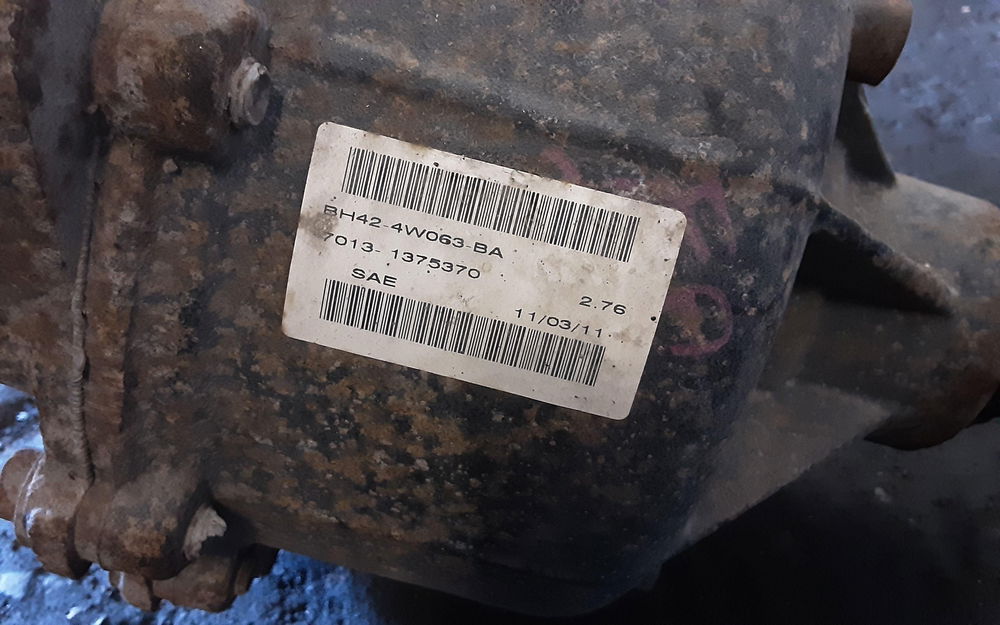 BH42-4W063-BA
7013- 1375370
SAE 2.76
11/03/11